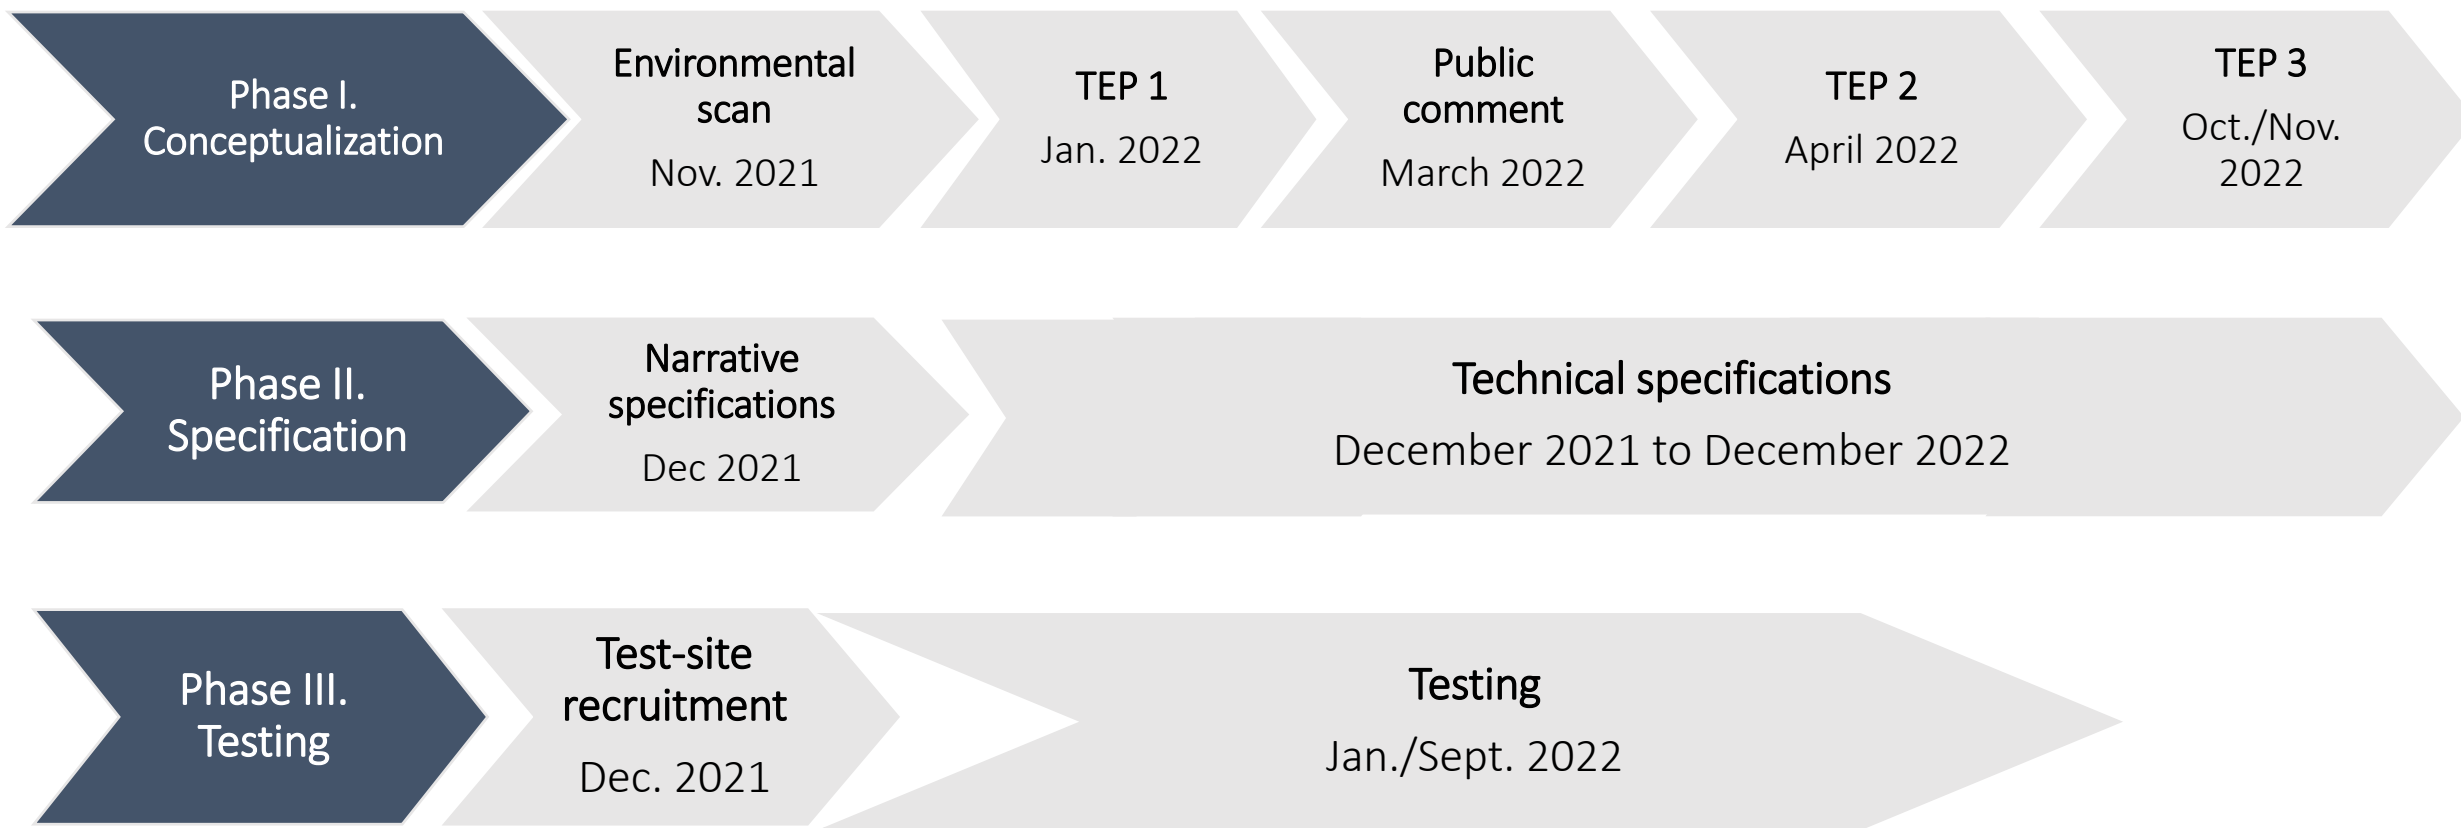 Phase I.
Conceptualization
Environmental
scan
Nov. 2021
TEP 1
Jan. 2022
Public
comment
March 2022
TEP 2
April 2022
TEP 3
Oct./Nov.
2022
Phase II.
Specification
Narrative
specifications
Dec 2021
Technical specifications
December 2021 to December 2022
Phase III.
Testing
Test-site
recruitment
Dec. 2021
Testing
Jan./Sept. 2022